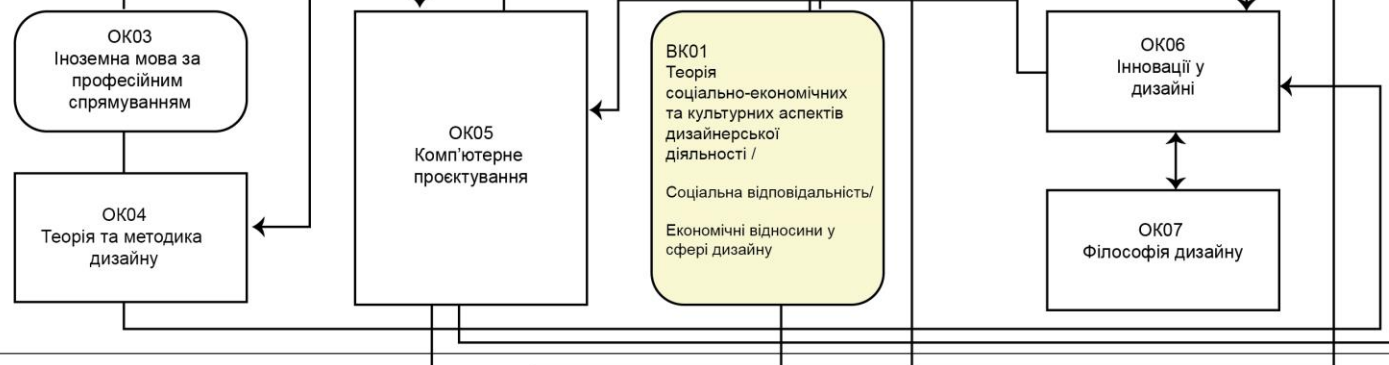 ОК03
Іноземна мова за
професійним
спрямуванням
ОК04
Теорія та методика
дизайну
ОК05
Комп'ютерне
проєктування
ВК01
Теорія
соціально-економічних
та культурних аспектів
дизайнерської
діяльності /
Соціальна відповідальність/
Економічні відносини у
сфері дизайну
ОК06
Інновації у
дизайні
ОК07
Філософія дизайну